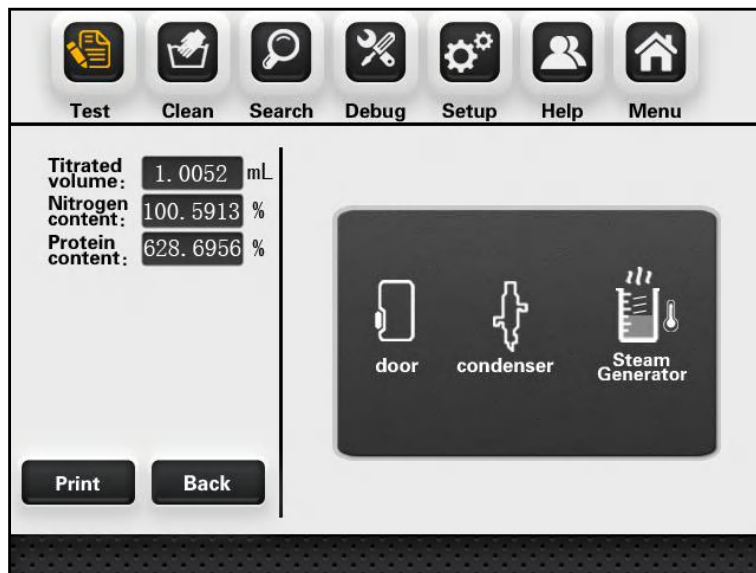 Test Clean Search Debug Setup Help Menu
Titrated volume: 1.0052 mL
Nitrogen content: 100.5913 %
Protein content: 628.6956 %
door condenser Steam Generator
Print Back